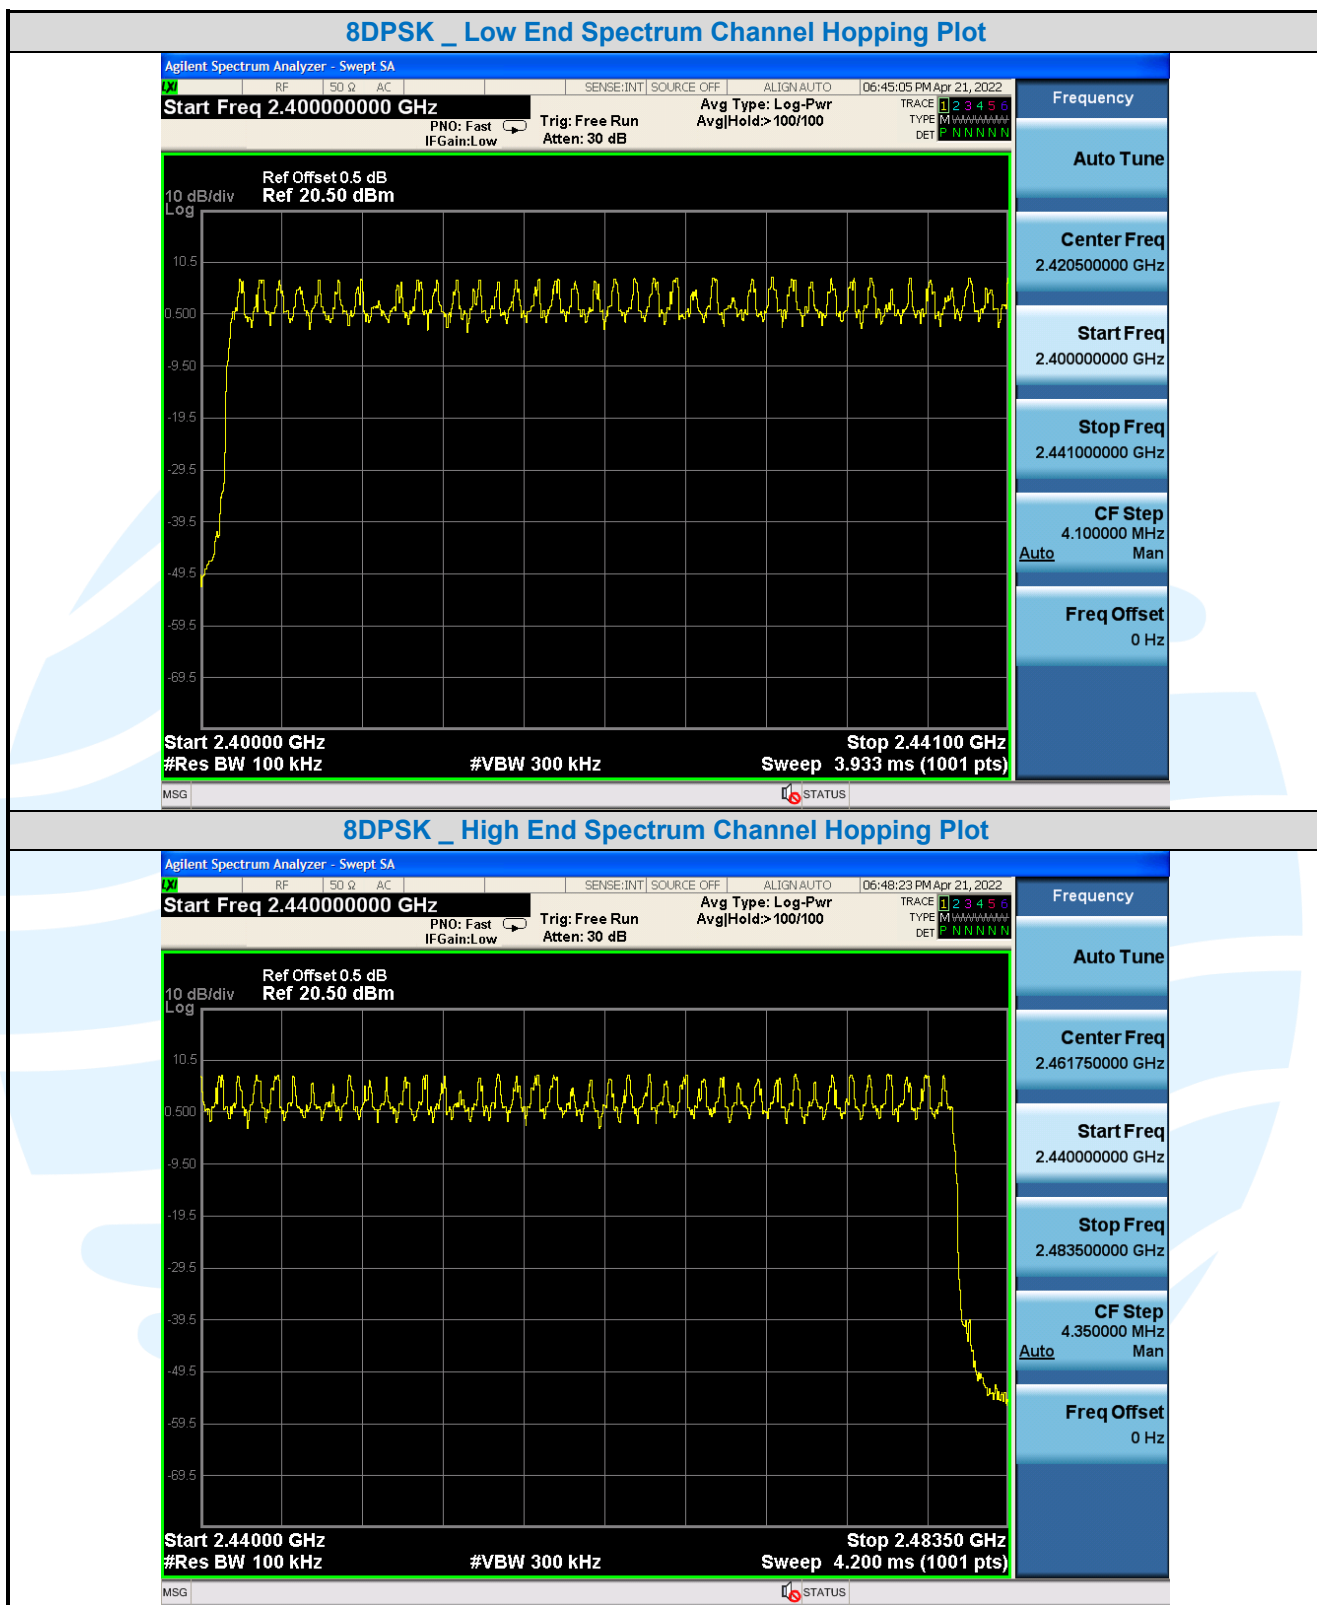 8DPSK _ Low End Spectrum Channel Hopping Plot
Agilent Spectrum Analyzer - Swept SA
LXI RF 50 Ω AC SENSE:INT SOURCE OFF ALIGN AUTO 06:45:05 PM Apr 21, 2022
Start Freq 2.400000000 GHz
PNO: Fast
IFGain:Low
Trig: Free Run
Atten: 30 dB
Avg Type: Log-Pwr
Avg|Hold:>100/100
TRACE 1 2 3 4 5 6
TYPE M WWWWW
DET P N N N N N
Ref Offset 0.5 dB
10 dB/div Ref 20.50 dBm
Log
10.5
0.500
-9.50
-19.5
-29.5
-39.5
-49.5
-59.5
-69.5
Start 2.40000 GHz Stop 2.44100 GHz
#Res BW 100 kHz #VBW 300 kHz Sweep 3.933 ms (1001 pts)
MSG STATUS
Frequency
Auto Tune
Center Freq
2.420500000 GHz
Start Freq
2.400000000 GHz
Stop Freq
2.441000000 GHz
CF Step
4.100000 MHz
Auto Man
Freq Offset
0 Hz
8DPSK _ High End Spectrum Channel Hopping Plot
Agilent Spectrum Analyzer - Swept SA
LXI RF 50 Ω AC SENSE:INT SOURCE OFF ALIGN AUTO 06:48:23 PM Apr 21, 2022
Start Freq 2.440000000 GHz
PNO: Fast
IFGain:Low
Trig: Free Run
Atten: 30 dB
Avg Type: Log-Pwr
Avg|Hold:>100/100
TRACE 1 2 3 4 5 6
TYPE M WWWWW
DET P N N N N N
Ref Offset 0.5 dB
10 dB/div Ref 20.50 dBm
Log
10.5
0.500
-9.50
-19.5
-29.5
-39.5
-49.5
-59.5
-69.5
Start 2.44000 GHz Stop 2.48350 GHz
#Res BW 100 kHz #VBW 300 kHz Sweep 4.200 ms (1001 pts)
MSG STATUS
Frequency
Auto Tune
Center Freq
2.461750000 GHz
Start Freq
2.440000000 GHz
Stop Freq
2.483500000 GHz
CF Step
4.350000 MHz
Auto Man
Freq Offset
0 Hz